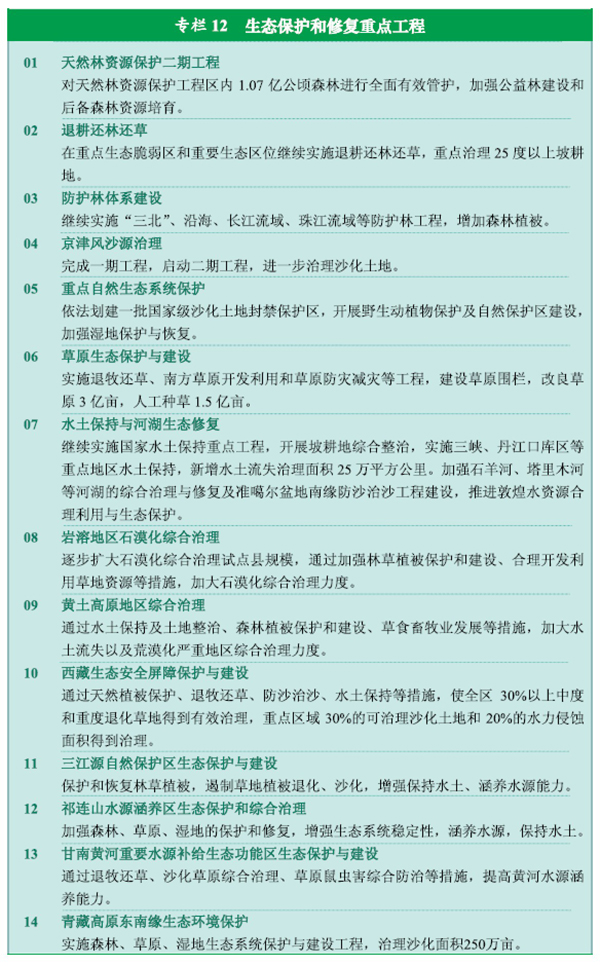 专栏 12 生态保护和修复重点工程
01 天然林资源保护二期工程
对天然林资源保护工程区内 1.07 亿公顷森林进行全面有效管护，加强公益林建设和
后备森林资源培育。
02 退耕还林还草
在重点生态脆弱区和重要生态区位继续实施退耕还林还草，重点治理 25 度以上坡耕
地。
03 防护林体系建设
继续实施“三北”、沿海、长江流域、珠江流域等防护林工程，增加森林植被。
04 京津风沙源治理
完成一期工程，启动二期工程，进一步治理沙化土地。
05 重点自然生态系统保护
依法划建一批国家级沙化土地封禁保护区，开展野生动植物保护及自然保护区建设，
加强湿地保护与恢复。
06 草原生态保护与建设
实施退牧还草、南方草原开发利用和草原防灾减灾等工程，建设草原围栏，改良草
原 3 亿亩，人工种草 1.5 亿亩。
07 水土保持与河湖生态修复
继续实施国家水土保持重点工程，开展坡耕地综合整治，实施三峡、丹江口库区等
重点地区水土保持，新增水土流失治理面积 25 万平方公里。加强石羊河、塔里木河
等河湖的综合治理与修复及准噶尔盆地南缘防沙治沙工程建设，推进敦煌水资源合
理利用与生态保护。
08 岩溶地区石漠化综合治理
逐步扩大石漠化综合治理试点县规模，通过加强林草植被保护和建设、合理开发利
用草地资源等措施，加大石漠化综合治理力度。
09 黄土高原地区综合治理
通过水土保持及土地整治、森林植被保护和建设、草食畜牧业发展等措施，加大水
土流失以及荒漠化严重地区综合治理力度。
10 西藏生态安全屏障保护与建设
通过天然植被保护、退牧还草、防沙治沙、水土保持等措施，使全区 30%以上中度
和重度退化草地得到有效治理，重点区域 30%的可治理沙化土地和 20%的水力侵蚀
面积得到治理。
11 三江源自然保护区生态保护与建设
保护和恢复林草植被，遏制草地植被退化、沙化，增强保持水土、涵养水源能力。
12 祁连山水源涵养区生态保护和综合治理
加强森林、草原、湿地的保护和修复，增强生态系统稳定性，涵养水源，保持水土。
13 甘南黄河重要水源补给生态功能区生态保护与建设
通过退牧还草、沙化草原综合治理、草原鼠虫害综合防治等措施，提高黄河水源涵
养能力。
14 青藏高原东南缘生态环境保护
实施森林、草原、湿地生态系统保护与建设工程，治理沙化面积250万亩。